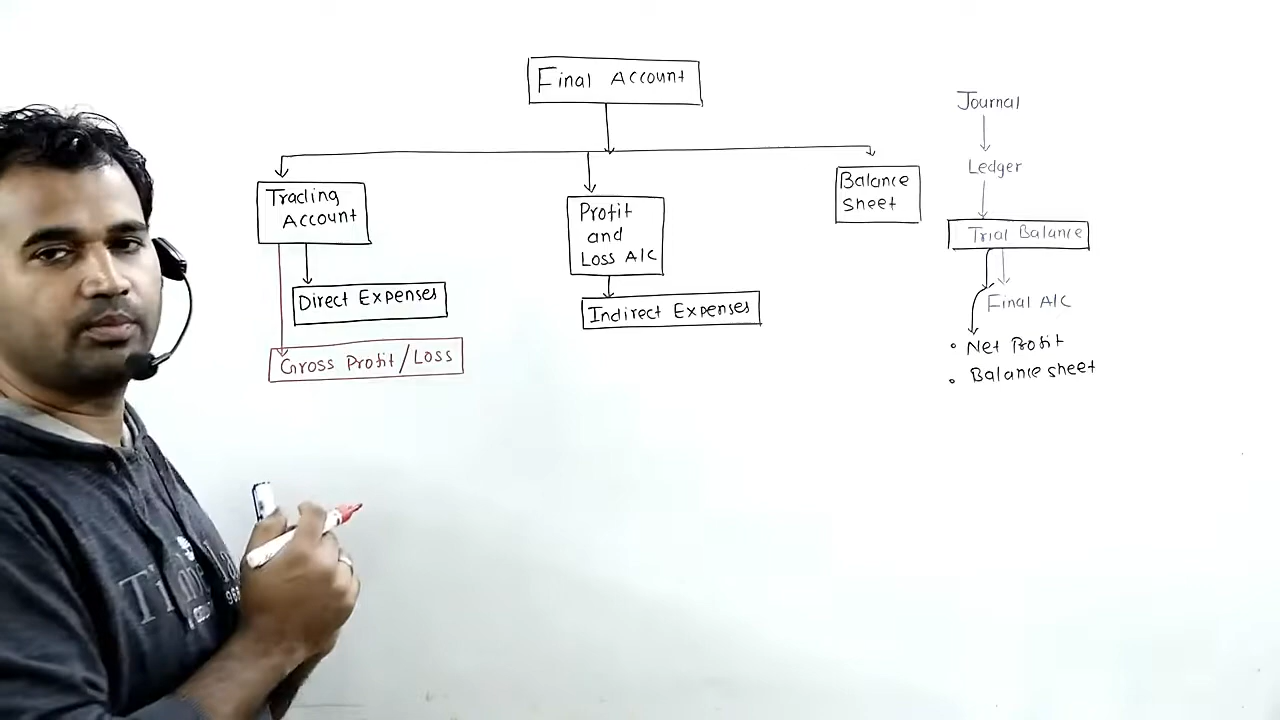 Final Account
Trading
Account
Direct Expenses
Gross Profit/Loss
Profit
and
Loss A/C
Indirect Expenses
Balance
Sheet
Journal
Ledger
Trial Balance
Final A/C
• Net Profit
• Balance sheet